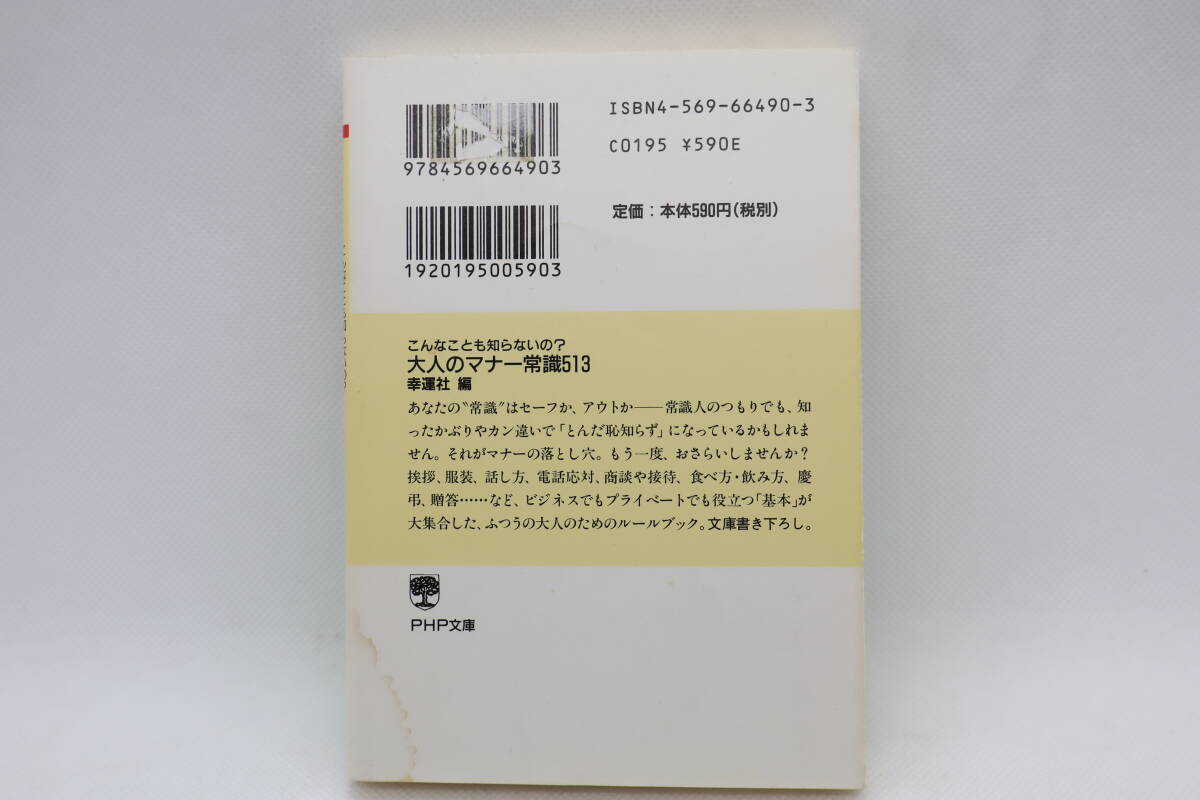 ISBN4-569-66490-3
C0195 ¥590E
9784569664903
定価：本体590円(税別)
1920195005903
こんなことも知らないの？
大人のマナー常識513
幸運社 編
あなたの〝常識〟はセーフか、アウトか――常識人のつもりでも、知
ったかぶりやカン違いで「とんだ恥知らず」になっているかもしれま
せん。それがマナーの落とし穴。もう一度、おさらいしませんか？
挨拶、服装、話し方、電話応対、商談や接待、食べ方・飲み方、慶
弔、贈答……など、ビジネスでもプライベートでも役立つ「基本」が
大集合した、ふつうの大人のためのルールブック。文庫書き下ろし。
PHP文庫